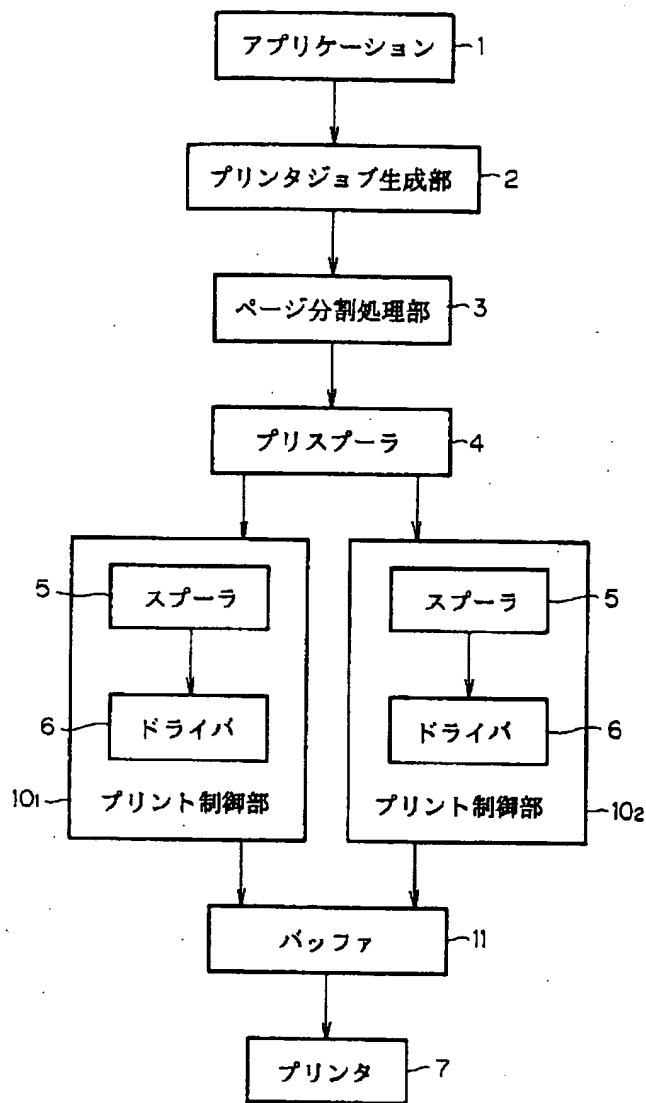 アプリケーション 1
プリンタジョブ生成部 2
ページ分割処理部 3
プリスプーラ 4
5 スプーラ
スプーラ 5
6 ドライバ
ドライバ 6
10₁ プリント制御部
プリント制御部 10₂
バッファ 11
プリンタ 7